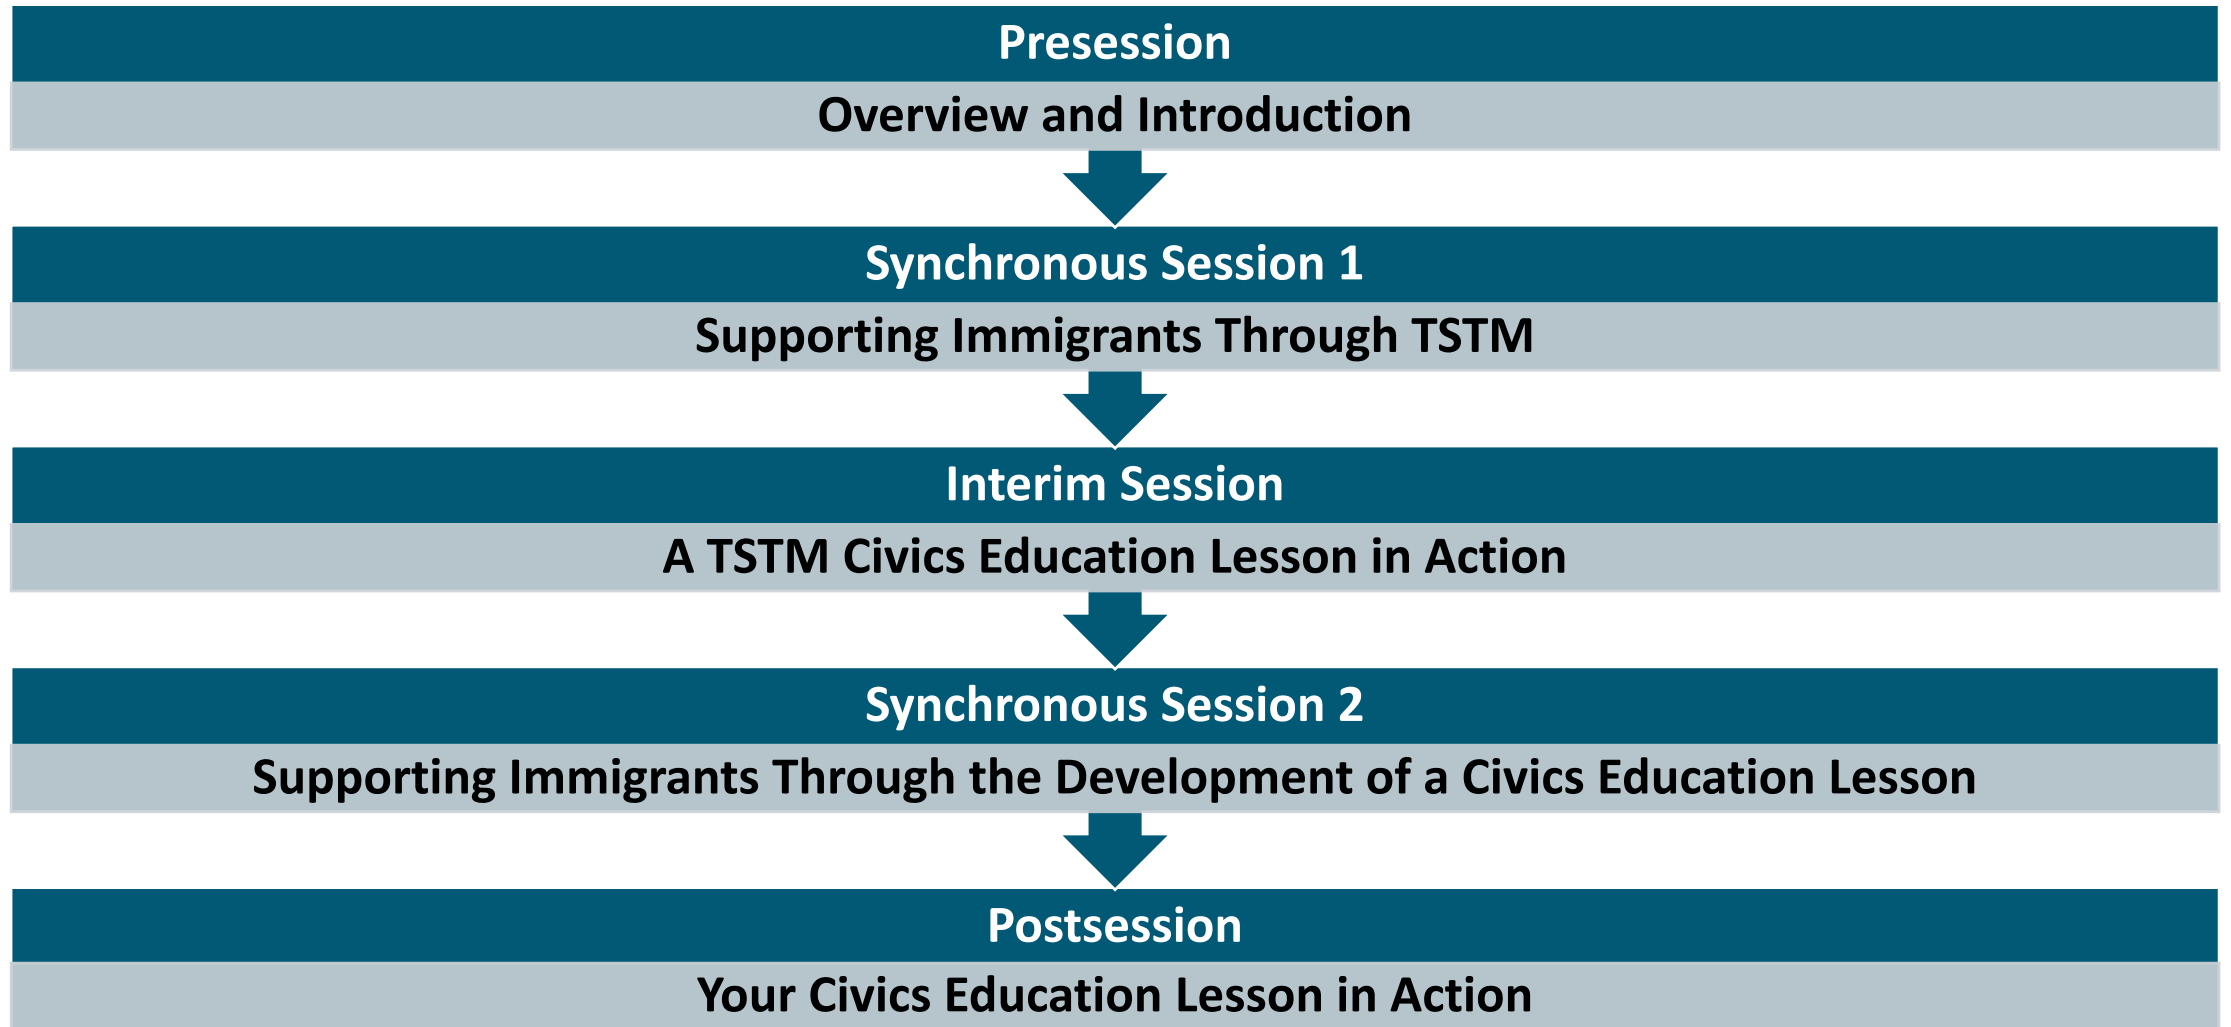 Presession
Overview and Introduction
Synchronous Session 1
Supporting Immigrants Through TSTM
Interim Session
A TSTM Civics Education Lesson in Action
Synchronous Session 2
Supporting Immigrants Through the Development of a Civics Education Lesson
Postsession
Your Civics Education Lesson in Action